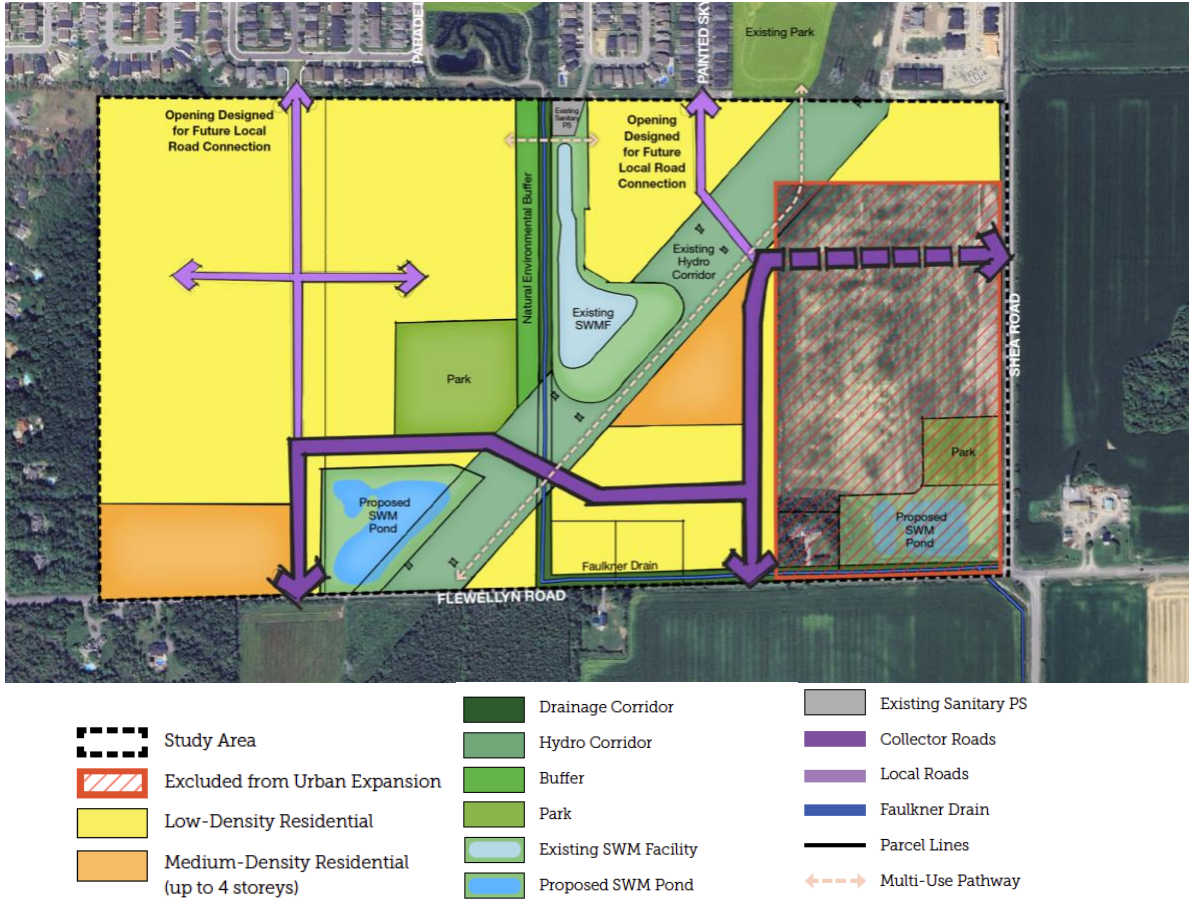 PAINTED SKY
Existing Park
Opening Designed
for Future Local
Road Connection
Existing
Sanitary
PS
Opening
Designed
for Future
Local Road
Connection
Natural Environmental Buffer
Existing
Hydro
Corridor
Existing
SWMF
SHEA ROAD
Park
Park
Proposed
SWM
Pond
Proposed
SWM
Pond
Faulkner Drain
FLEWELLYN ROAD
Study Area
Excluded from Urban Expansion
Low-Density Residential
Medium-Density Residential
(up to 4 storeys)
Drainage Corridor
Hydro Corridor
Buffer
Park
Existing SWM Facility
Proposed SWM Pond
Existing Sanitary PS
Collector Roads
Local Roads
Faulkner Drain
Parcel Lines
Multi-Use Pathway